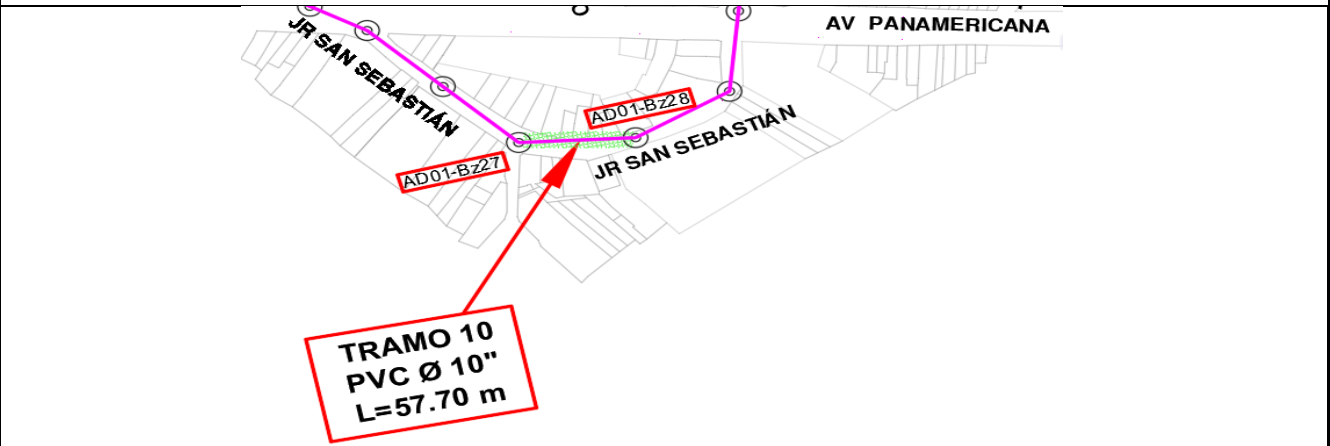 AV PANAMERICANA
JR SAN SEBASTIÁN
AD01-Bz28
JR SAN SEBASTIÁN
AD01-Bz27
TRAMO 10
PVC Ø 10"
L=57.70 m